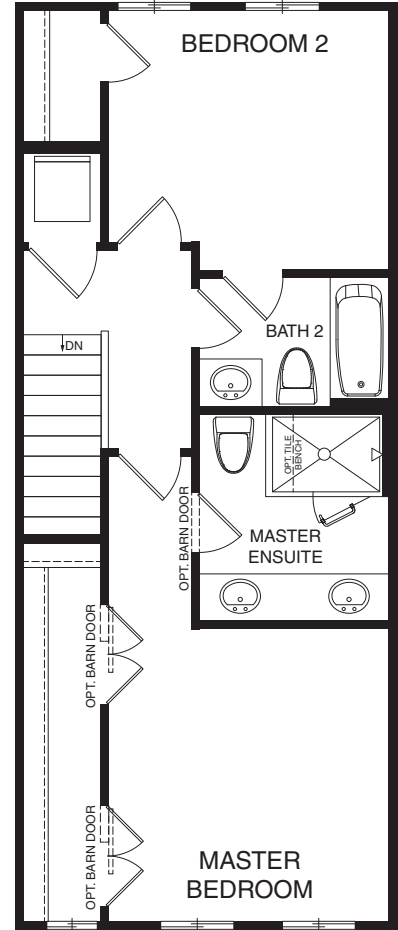 BEDROOM 2
DN
BATH 2
OPT. TILE
BENCH
OPT. BARN DOOR
MASTER
ENSUITE
OPT. BARN DOOR
OPT. BARN DOOR
MASTER
BEDROOM